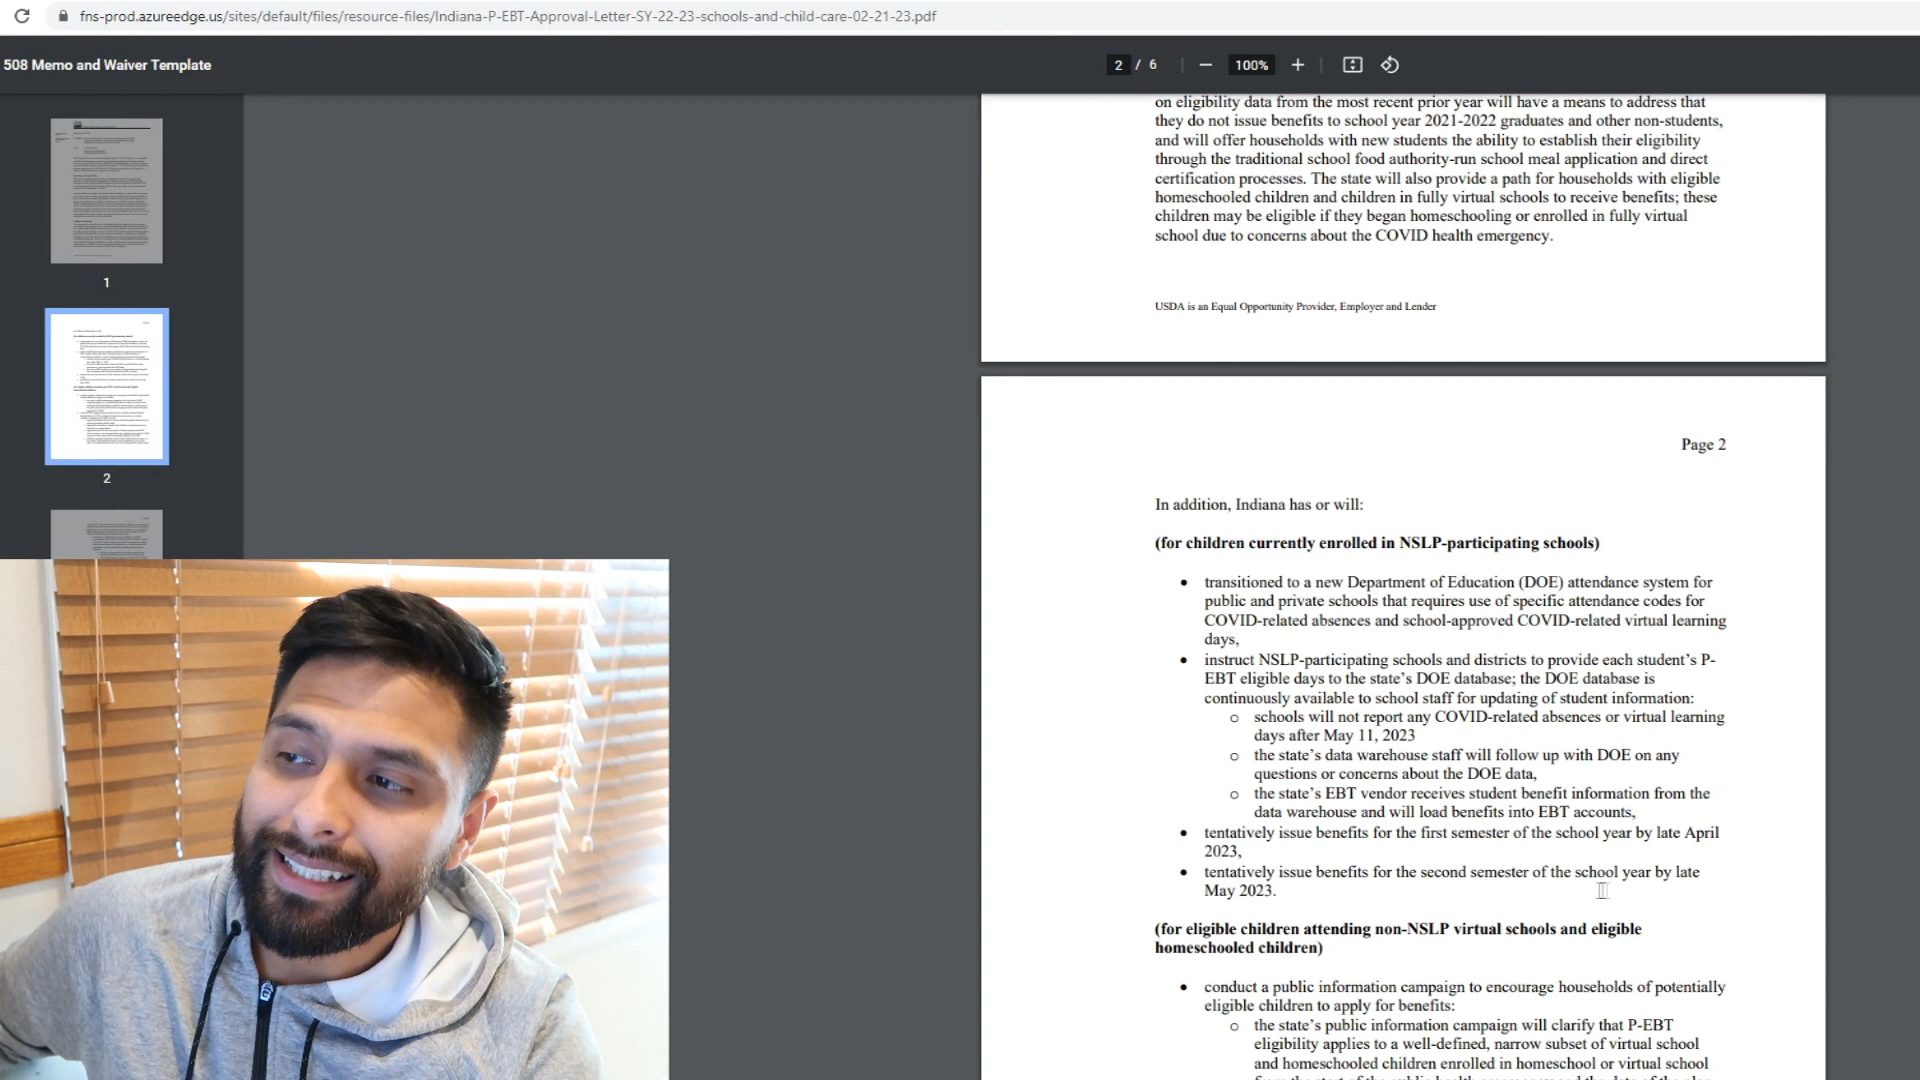 fns-prod.azureedge.us/sites/default/files/resource-files/Indiana-P-EBT-Approval-Letter-SY-22-23-schools-and-child-care-02-21-23.pdf
508 Memo and Waiver Template
2 / 6
100%
1
2
on eligibility data from the most recent prior year will have a means to address that
they do not issue benefits to school year 2021-2022 graduates and other non-students,
and will offer households with new students the ability to establish their eligibility
through the traditional school food authority-run school meal application and direct
certification processes. The state will also provide a path for households with eligible
homeschooled children and children in fully virtual schools to receive benefits; these
children may be eligible if they began homeschooling or enrolled in fully virtual
school due to concerns about the COVID health emergency.
USDA is an Equal Opportunity Provider, Employer and Lender
Page 2
In addition, Indiana has or will:
(for children currently enrolled in NSLP-participating schools)
• transitioned to a new Department of Education (DOE) attendance system for
public and private schools that requires use of specific attendance codes for
COVID-related absences and school-approved COVID-related virtual learning
days,
• instruct NSLP-participating schools and districts to provide each student's P-
EBT eligible days to the state's DOE database; the DOE database is
continuously available to school staff for updating of student information:
o schools will not report any COVID-related absences or virtual learning
days after May 11, 2023
o the state's data warehouse staff will follow up with DOE on any
questions or concerns about the DOE data,
o the state's EBT vendor receives student benefit information from the
data warehouse and will load benefits into EBT accounts,
• tentatively issue benefits for the first semester of the school year by late April
2023,
• tentatively issue benefits for the second semester of the school year by late
May 2023.
(for eligible children attending non-NSLP virtual schools and eligible
homeschooled children)
• conduct a public information campaign to encourage households of potentially
eligible children to apply for benefits:
o the state's public information campaign will clarify that P-EBT
eligibility applies to a well-defined, narrow subset of virtual school
and homeschooled children enrolled in homeschool or virtual school